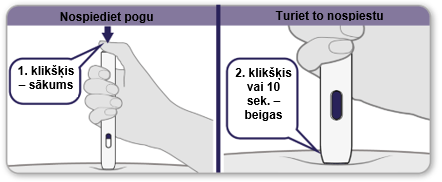 Nospiediet pogu
1. klikšķis
– sākums
Turiet to nospiestu
2. klikšķis
vai 10
sek. –
beigas